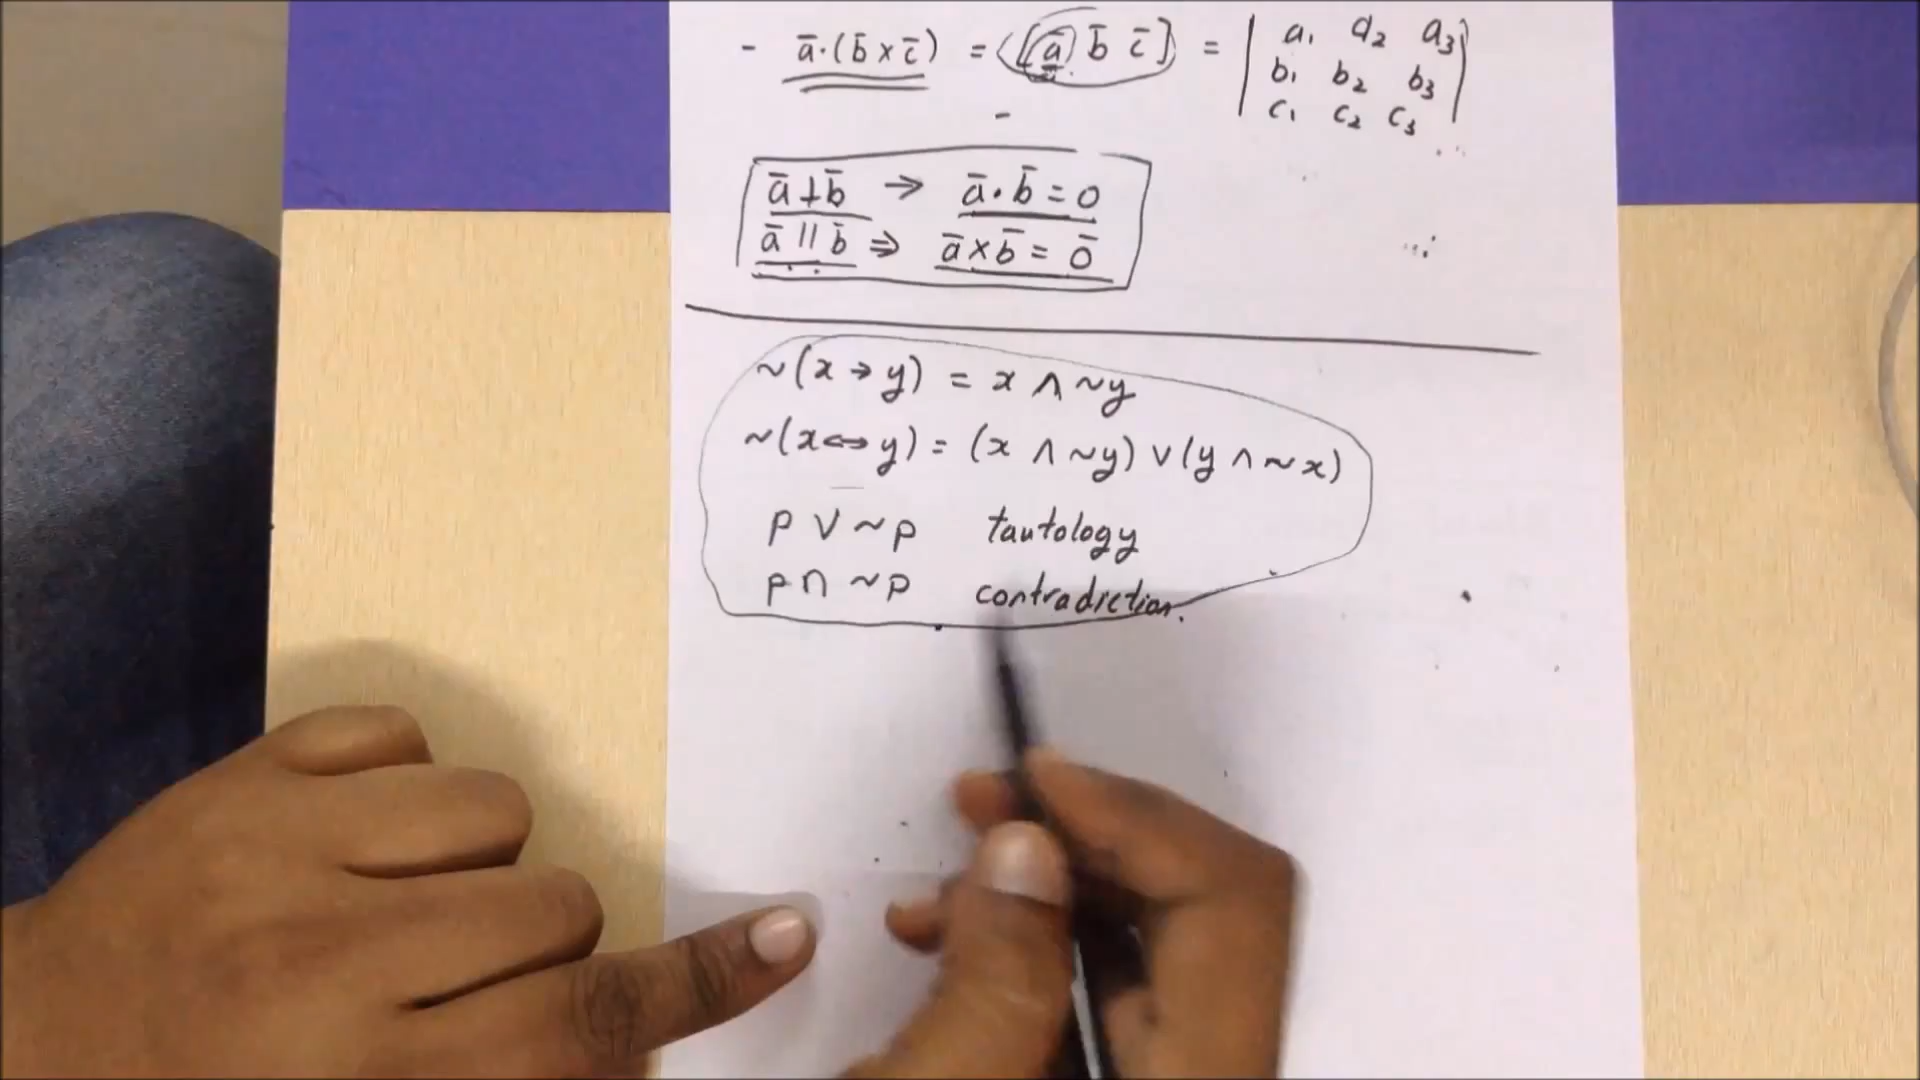 - ā·(b̄×c̄) = [ā b̄ c̄] = | a₁ a₂ a₃ |
b₁ b₂ b₃
c₁ c₂ c₃
ā⊥b̄ → ā·b̄=0
ā||b̄ ⇒ ā×b̄=0̄
~(x→y) = x ∧ ~y
~(x↔y) = (x ∧ ~y) ∨ (y ∧ ~x)
p ∨ ~p tautology
p ∩ ~p contradiction.